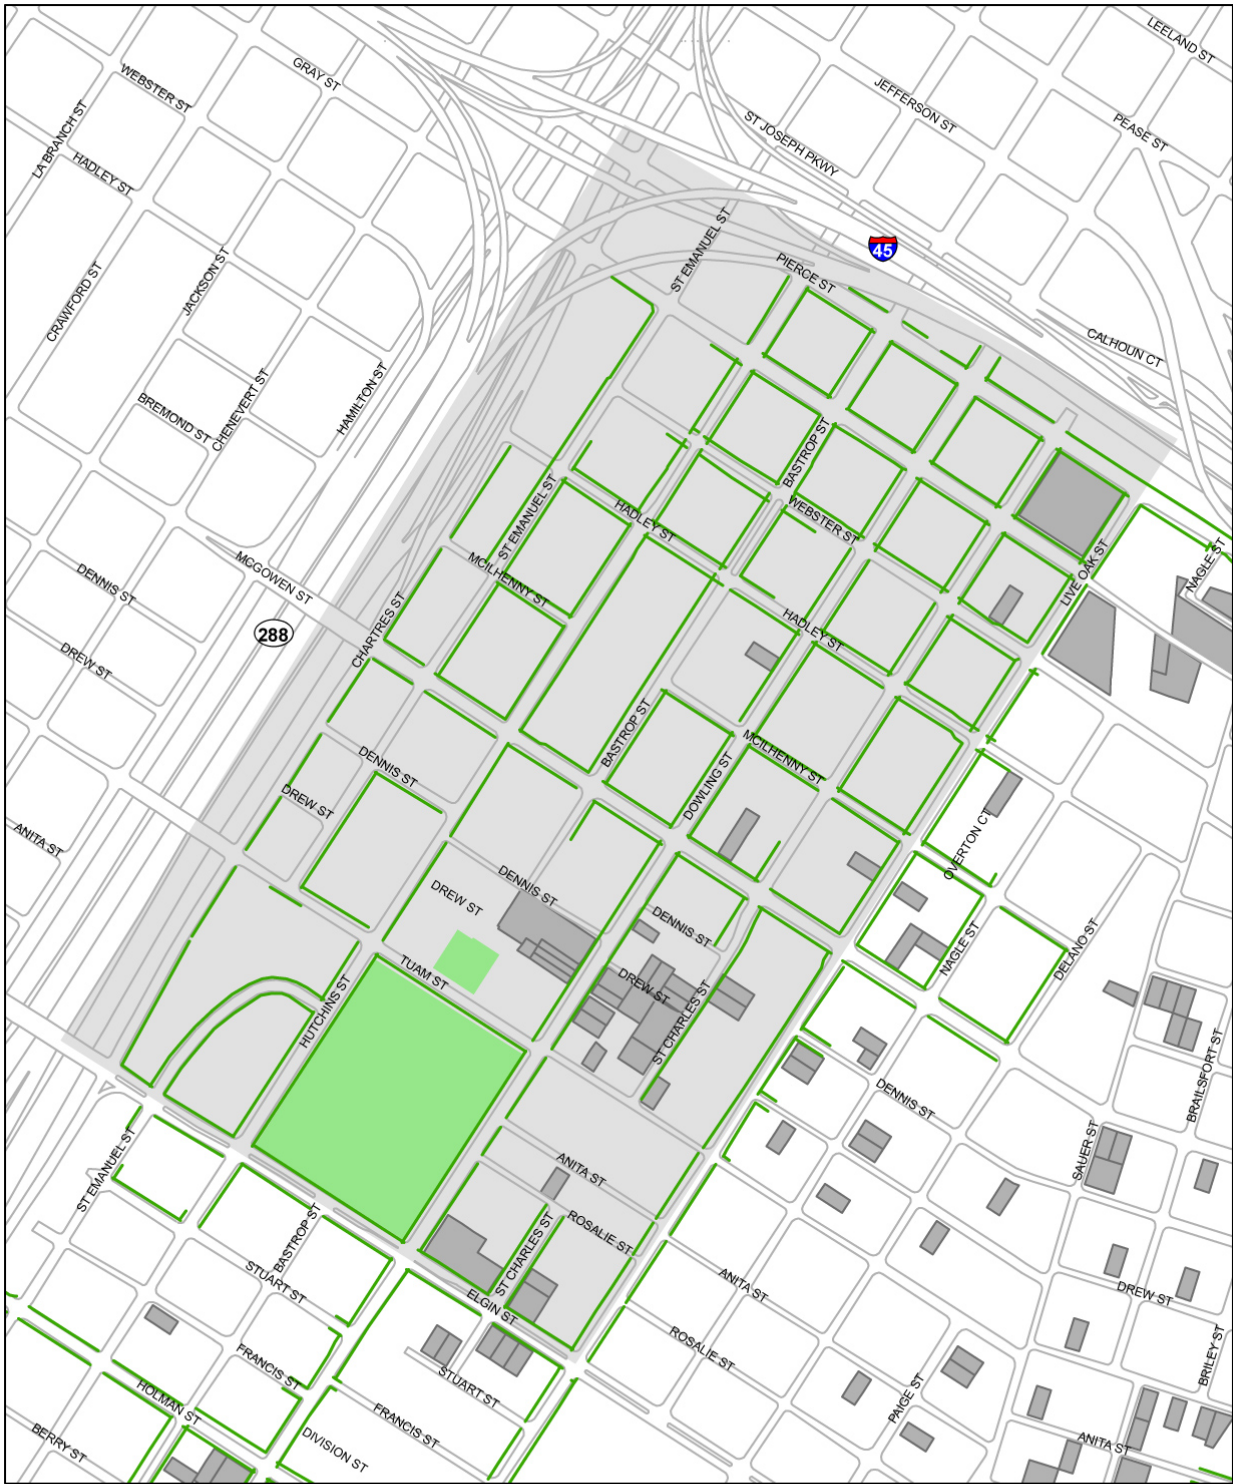 LEELAND ST
GRAY ST
WEBSTER ST
JEFFERSON ST
PEASE ST
LA BRANCH ST
ST JOSEPH PKWY
HADLEY ST
ST EMANUEL ST
45
PIERCE ST
JACKSON ST
CRAWFORD ST
CALHOUN CT
HAMILTON ST
CHENEVERT ST
BREMOND ST
BASTROP ST
ST EMANUEL ST
HADLEY ST
WEBSTER ST
NAGLE ST
LIVE OAK ST
MCGOWEN ST
MCILHENNY ST
DENNIS ST
CHARTRES ST
HADLEY ST
288
DREW ST
BASTROP ST
MCILHENNY ST
DENNIS ST
DOWLING ST
DREW ST
ANITA ST
OVERTON CT
DENNIS ST
DREW ST
DENNIS ST
NAGLE ST
DELANO ST
TUAM ST
DREW ST
HUTCHINS ST
ST CHARLES ST
BRAILSFORT ST
DENNIS ST
SAUER ST
ST EMANUEL ST
ANITA ST
BASTROP ST
ROSALIE ST
ST CHARLES ST
STUART ST
ANITA ST
DREW ST
ELGIN ST
ROSALIE ST
BRILEY ST
FRANCIS ST
STUART ST
PAIGE ST
HOLMAN ST
FRANCIS ST
BERRY ST
DIVISION ST
ANITA ST